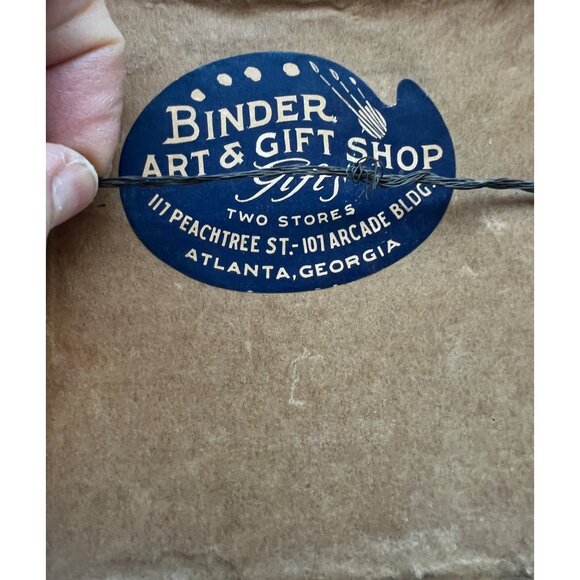 BINDER
ART & GIFT SHOP
Gifts
TWO STORES
117 PEACHTREE ST.-107 ARCADE BLDG.
ATLANTA, GEORGIA